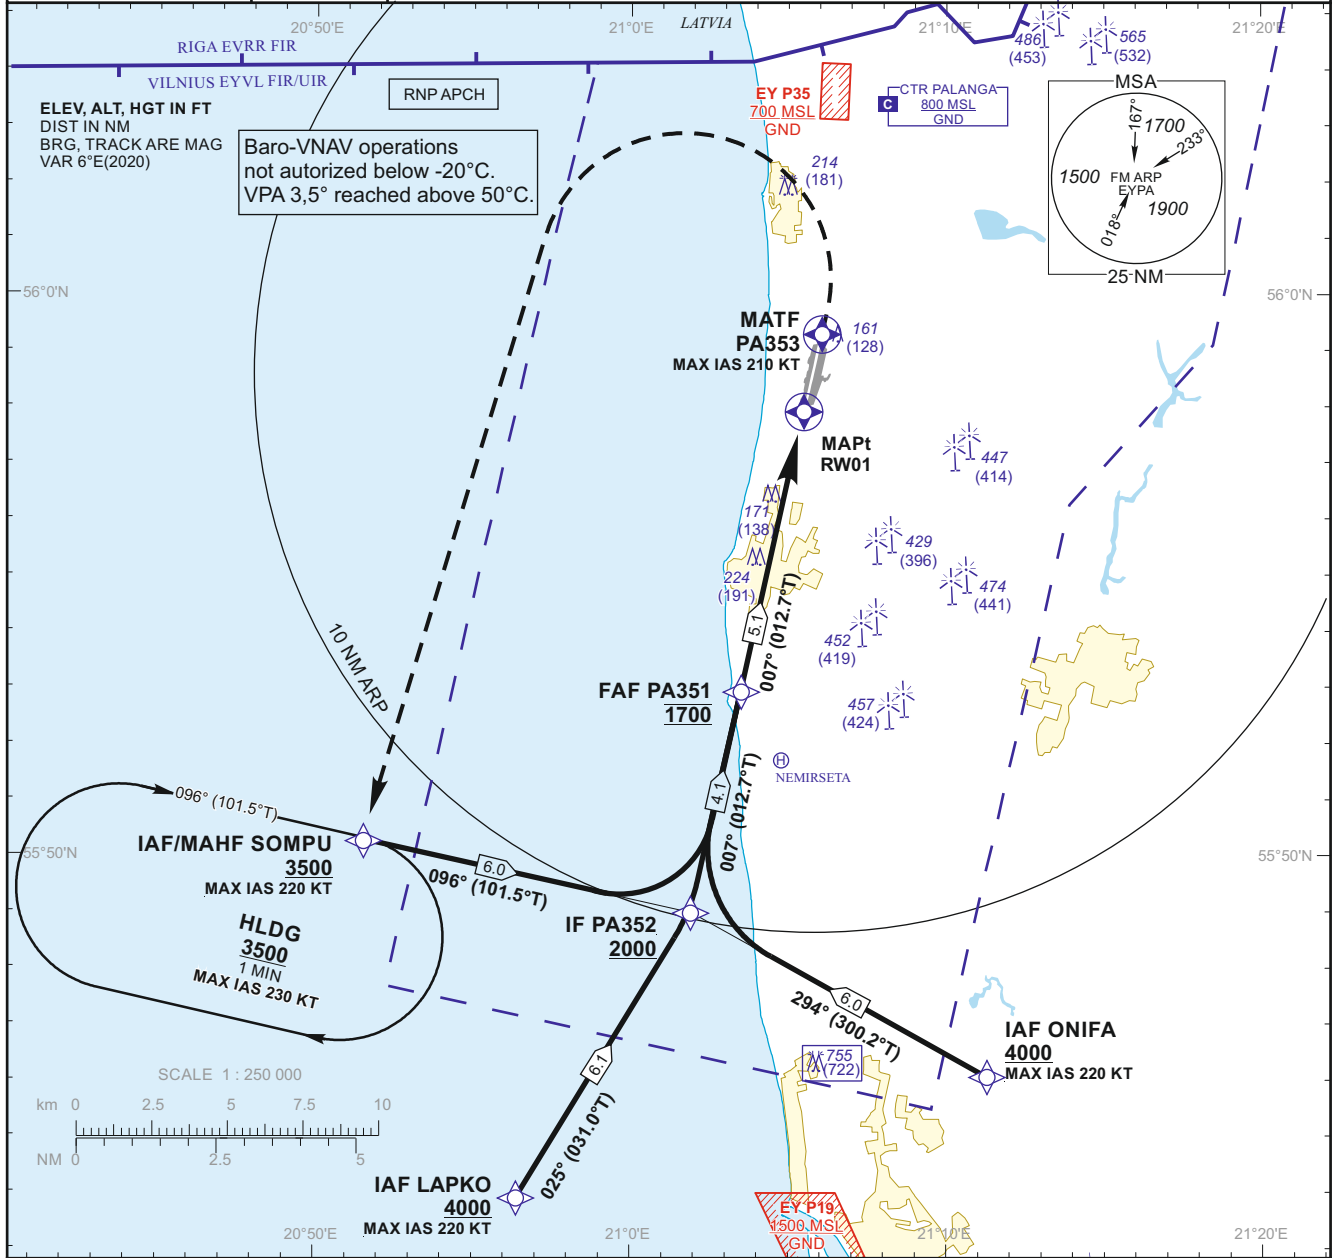 20°50'E
21°0'E
LATVIA
21°10'E
21°20'E
RIGA EVRR FIR
VILNIUS EYVL FIR/UIR
486
(453)
565
(532)
ELEV, ALT, HGT IN FT
DIST IN NM
BRG, TRACK ARE MAG
VAR 6°E(2020)
RNP APCH
Baro-VNAV operations
not autorized below -20°C.
VPA 3,5° reached above 50°C.
EY P35
700 MSL
GND
C
CTR PALANGA
800 MSL
GND
MSA
167°
1700
233°
1500
FM ARP
EYPA
1900
018°
25 NM
214
(181)
56°0'N
56°0'N
MATF
PA353
MAX IAS 210 KT
161
(128)
MAPt
RW01
447
(414)
171
(138)
429
(396)
224
(191)
474
(441)
5.1
007° (012.7°T)
452
(419)
10 NM ARP
FAF PA351
1700
457
(424)
H
NEMIRSETA
4.1
007° (012.7°T)
096° (101.5°T)
IAF/MAHF SOMPU
3500
MAX IAS 220 KT
6.0
096° (101.5°T)
55°50'N
55°50'N
HLDG
3500
1 MIN
MAX IAS 230 KT
IF PA352
2000
6.0
294° (300.2°T)
IAF ONIFA
4000
MAX IAS 220 KT
755
(722)
6.1
025° (031.0°T)
SCALE 1 : 250 000
km 0 2.5 5 7.5 10
NM 0 2.5 5
IAF LAPKO
4000
MAX IAS 220 KT
EY P19
1500 MSL
GND
20°50'E
21°0'E
21°10'E
21°20'E